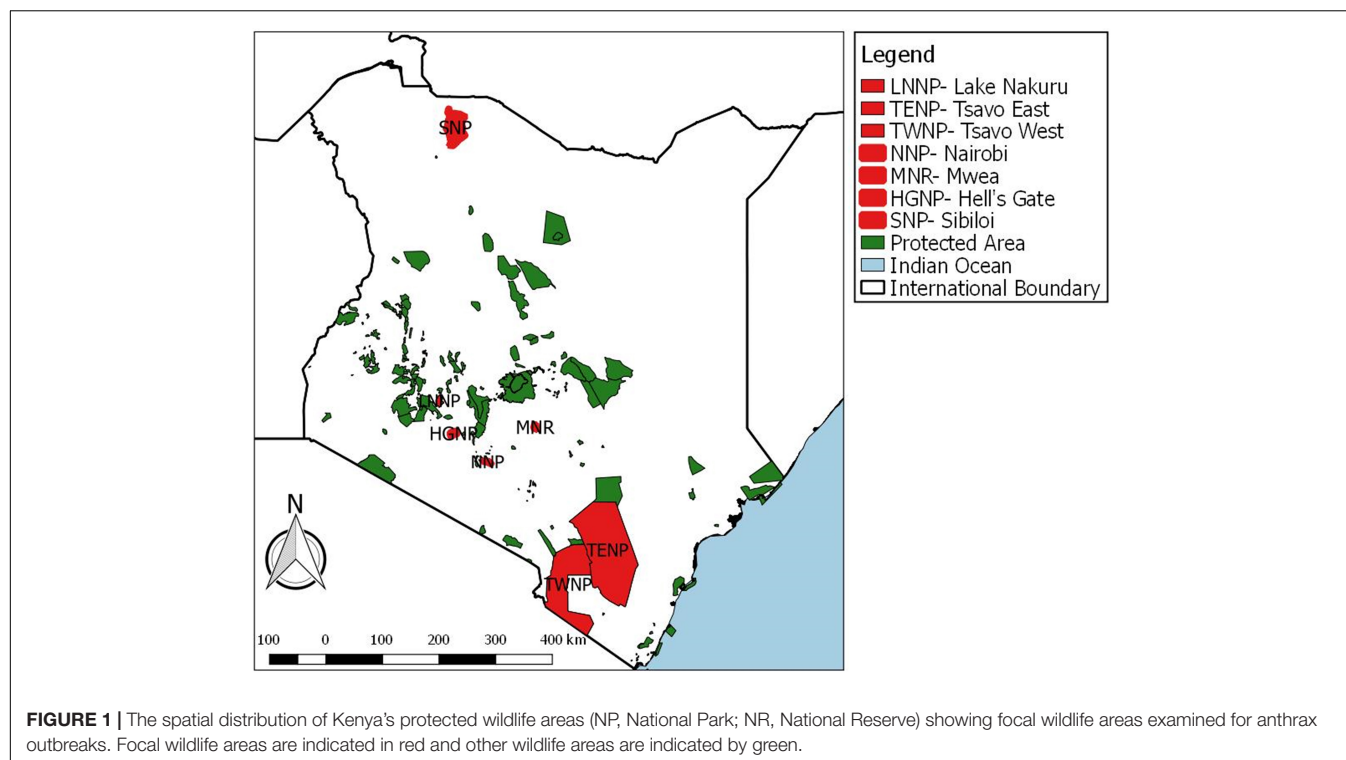 Legend
LNNP- Lake Nakuru
TENP- Tsavo East
TWNP- Tsavo West
NNP- Nairobi
MNR- Mwea
HGNP- Hell's Gate
SNP- Sibiloi
Protected Area
Indian Ocean
International Boundary
SNP
LNNP
HGNP
MNR
NNP
TENP
TWNP
N
100 0 100 200 300 400 km
FIGURE 1 | The spatial distribution of Kenya's protected wildlife areas (NP, National Park; NR, National Reserve) showing focal wildlife areas examined for anthrax
outbreaks. Focal wildlife areas are indicated in red and other wildlife areas are indicated by green.